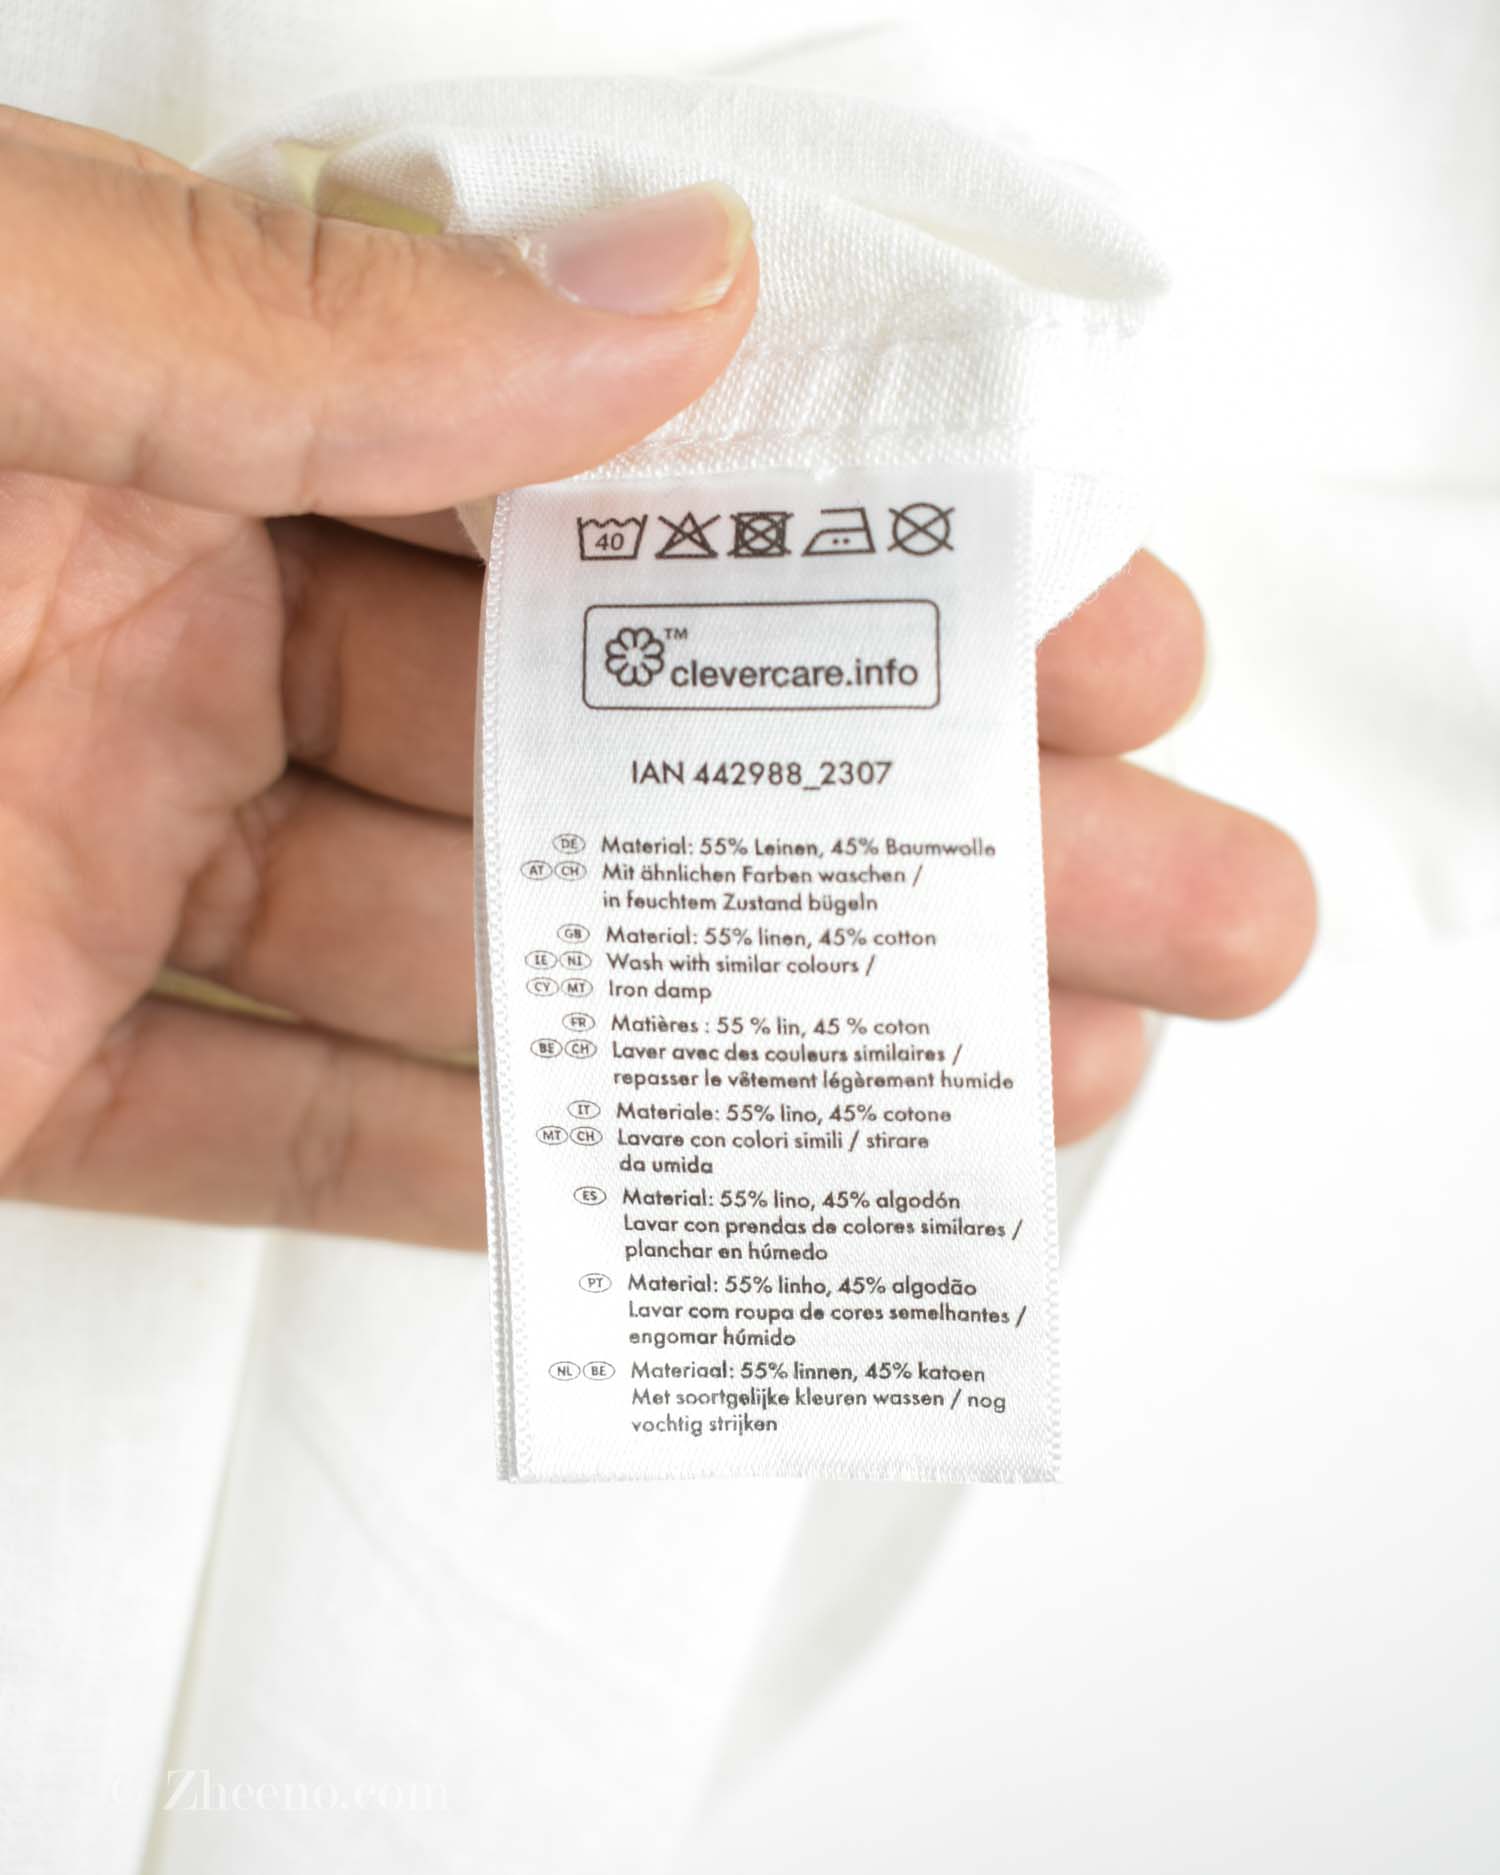 40
™
clevercare.info
IAN 442988_2307
DE Material: 55% Leinen, 45% Baumwolle
AT CH Mit ähnlichen Farben waschen /
in feuchtem Zustand bügeln
GB Material: 55% linen, 45% cotton
IE NI Wash with similar colours /
CY MT Iron damp
FR Matières : 55 % lin, 45 % coton
BE CH Laver avec des couleurs similaires /
repasser le vêtement légèrement humide
IT Materiale: 55% lino, 45% cotone
MT CH Lavare con colori simili / stirare
da umida
ES Material: 55% lino, 45% algodón
Lavar con prendas de colores similares /
planchar en húmedo
PT Material: 55% linho, 45% algodão
Lavar com roupa de cores semelhantes /
engomar húmido
NL BE Materiaal: 55% linnen, 45% katoen
Met soortgelijke kleuren wassen / nog
vochtig strijken
© Zheeno.com